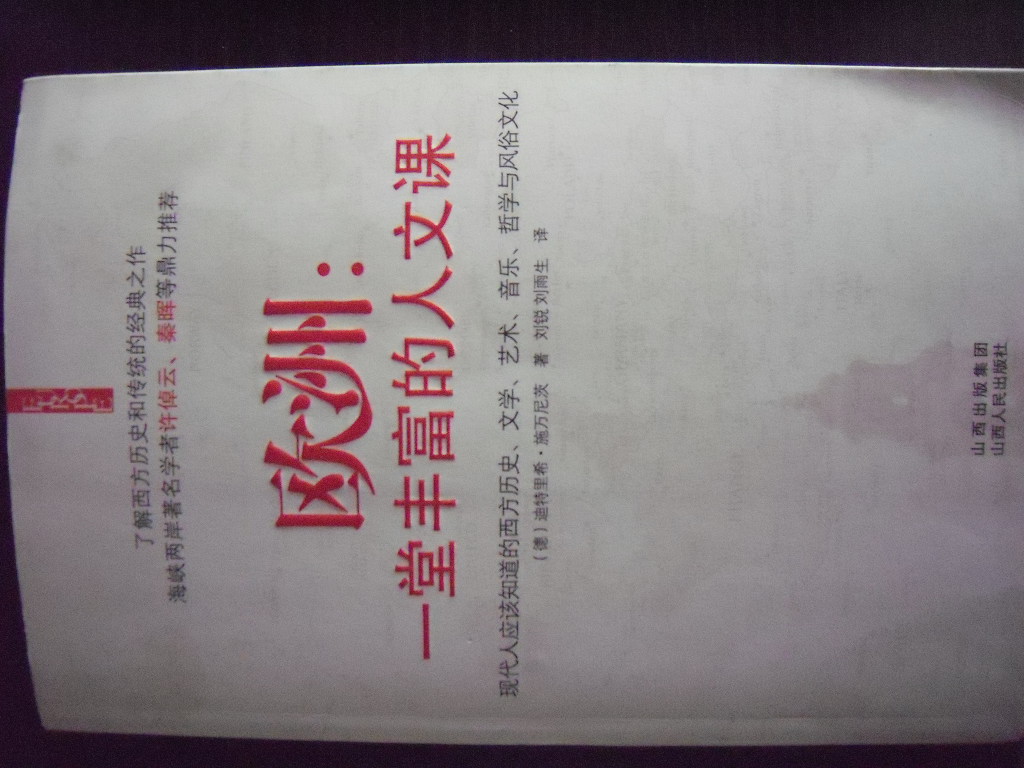 了解西方历史和传统的经典之作
海峡两岸著名学者许倬云、秦晖等鼎力推荐
欧洲：
一堂丰富的人文课
现代人应该知道的西方历史、文学、艺术、音乐、哲学与风俗文化
（德）迪特里希·施万尼茨 著 刘锐 刘雨生 译
山西出版集团
山西人民出版社